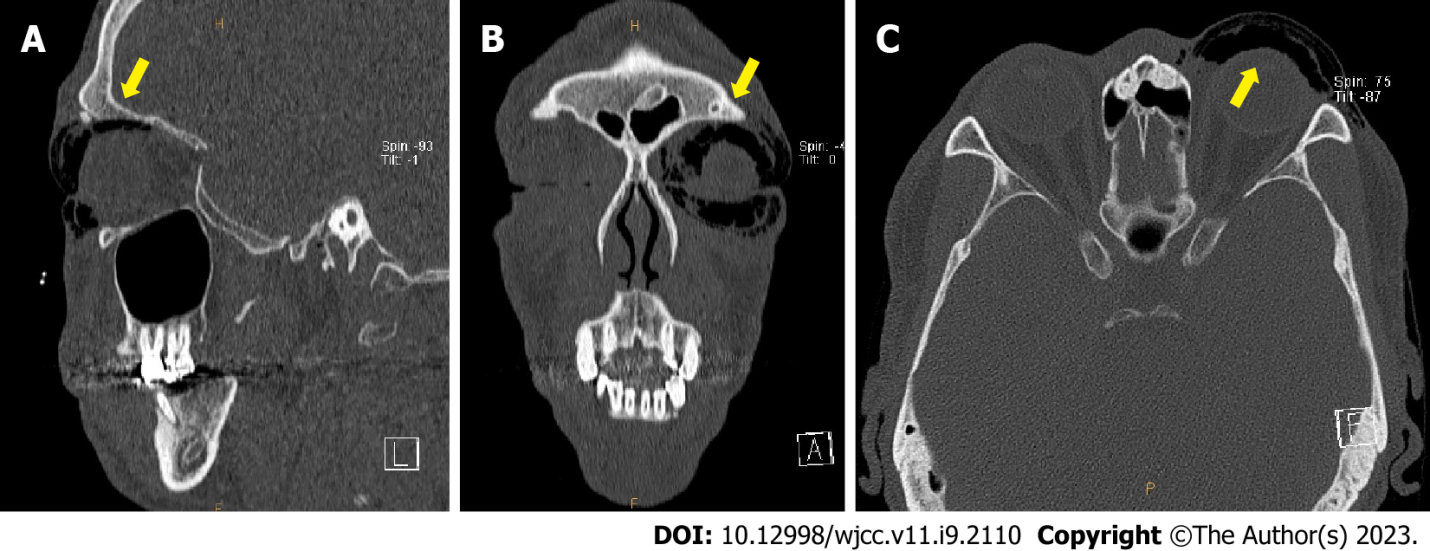 A
H
Spin: -93
Tilt: -1
L
F
B
H
Spin: -4
Tilt: 0
A
F
C
Spin: 75
Tilt: -87
F
P
DOI: 10.12998/wjcc.v11.i9.2110 Copyright ©The Author(s) 2023.